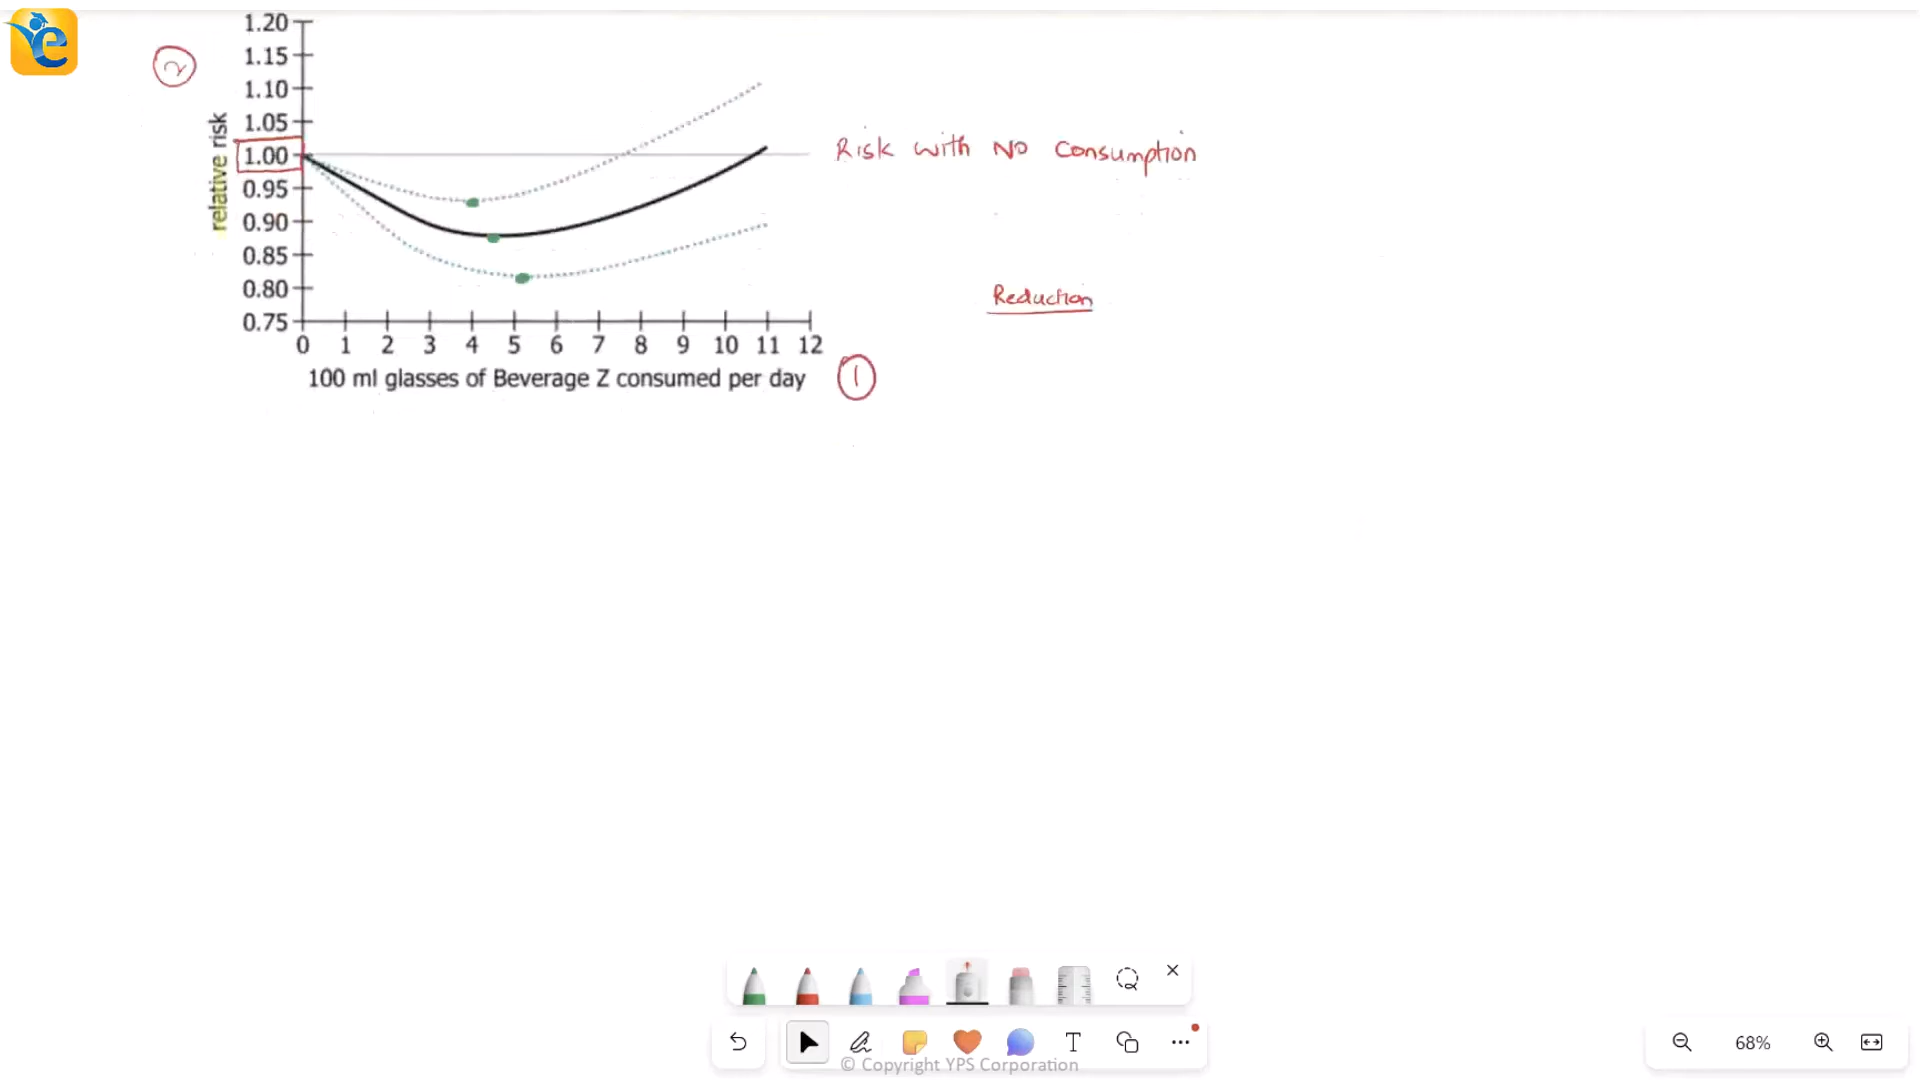 1.20
1.15
2
1.10
1.05
1.00
0.95
0.90
0.85
0.80
0.75
relative risk
Risk with No Consumption
Reduction
0 1 2 3 4 5 6 7 8 9 10 11 12
100 ml glasses of Beverage Z consumed per day
1
T
68%
© Copyright YPS Corporation